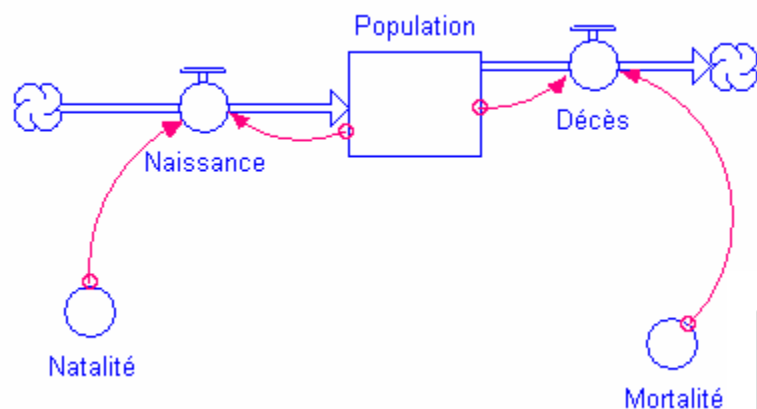 Population
Naissance
Décès
Natalité
Mortalité